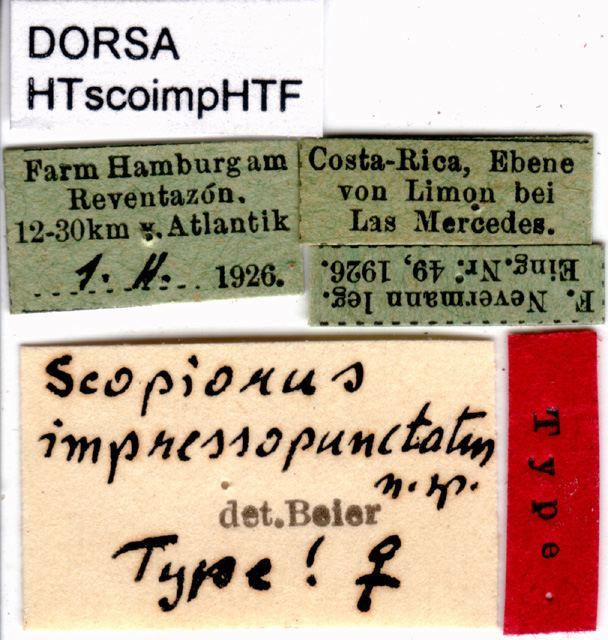 DORSA
HTscoimpHTF
Farm Hamburg am
Reventazón.
12-30km v. Atlantik
1. II. 1926.
Costa-Rica, Ebene
von Limon bei
Las Mercedes.
F. Nevermann leg.
Eing. Nr. 49, 1926.
Scopiorus
impressopunctatus
n. sp.
det. Beier
Type! ♀
Type.